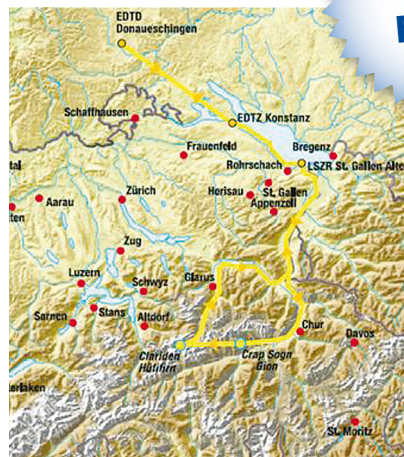 EDTD
Donaueschingen
Schaffhausen
EDTZ Konstanz
Frauenfeld
Bregenz
Rohrschach
LSZR St. Gallen Alte
Zürich
Herisau
St. Gallen
Appenzell
Aarau
Zug
Luzern
Schwyz
Glarus
Sarnen
Stans
Altdorf
Chur
Davos
Clariden
Hüfifirn
Crap Sogn
Gion
terlaken
St. Moritz